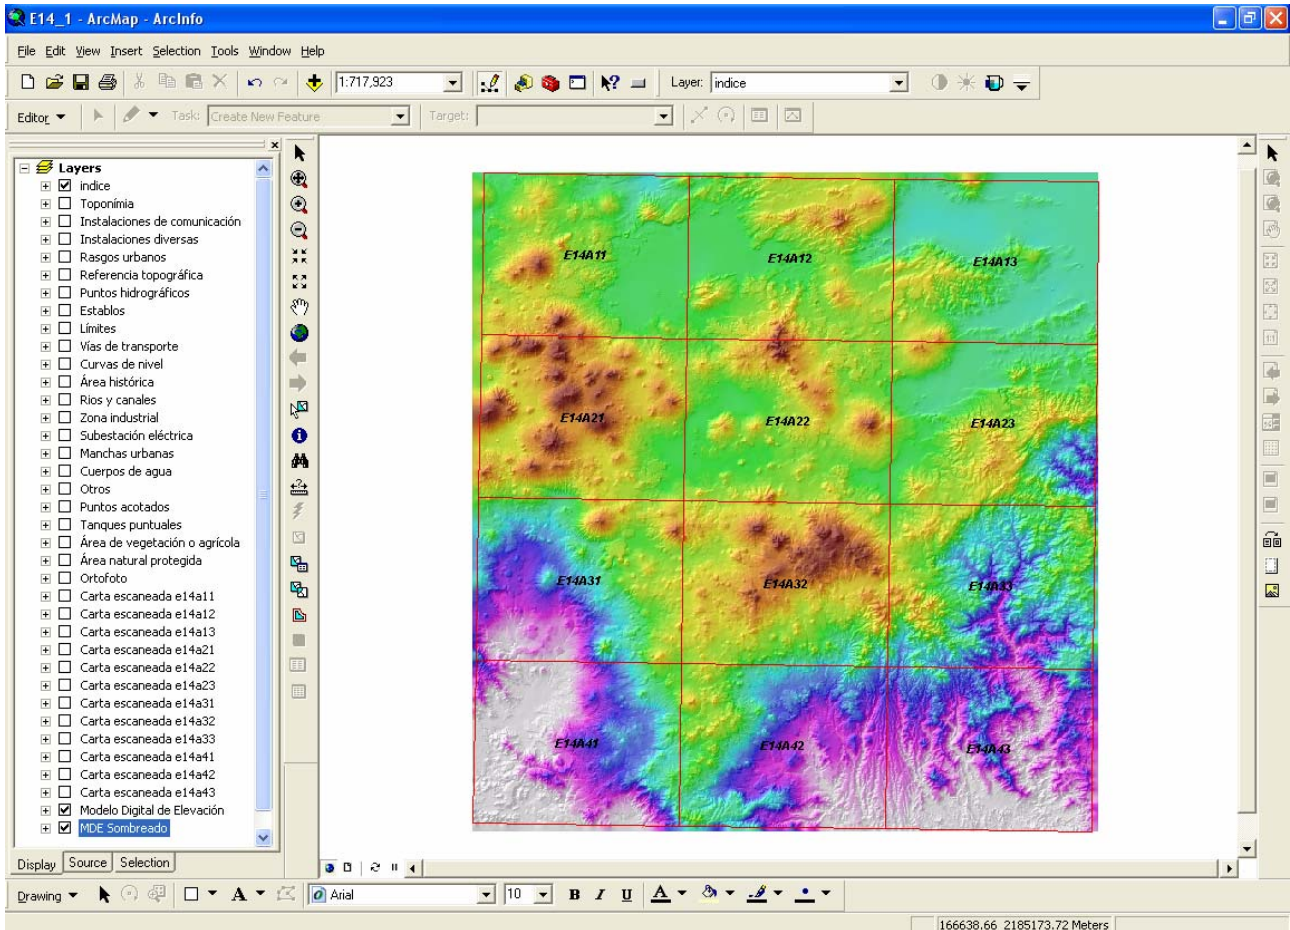 E14_1 - ArcMap - ArcInfo
File Edit View Insert Selection Tools Window Help
1:717,923 Layer: indice
Editor Task: Create New Feature Target:
Layers
indice
Toponímia
Instalaciones de comunicación
Instalaciones diversas
Rasgos urbanos
Referencia topográfica
Puntos hidrográficos
Establos
Límites
Vías de transporte
Curvas de nivel
Área histórica
Rios y canales
Zona industrial
Subestación eléctrica
Manchas urbanas
Cuerpos de agua
Otros
Puntos acotados
Tanques puntuales
Área de vegetación o agrícola
Área natural protegida
Ortofoto
Carta escaneada e14a11
Carta escaneada e14a12
Carta escaneada e14a13
Carta escaneada e14a21
Carta escaneada e14a22
Carta escaneada e14a23
Carta escaneada e14a31
Carta escaneada e14a32
Carta escaneada e14a33
Carta escaneada e14a41
Carta escaneada e14a42
Carta escaneada e14a43
Modelo Digital de Elevación
MDE Sombreado
Display Source Selection
E14A11 E14A12 E14A13
E14A21 E14A22 E14A23
E14A31 E14A32 E14A33
E14A41 E14A42 E14A43
1:1
Drawing A Arial 10 B I U A
166638.66 2185173.72 Meters